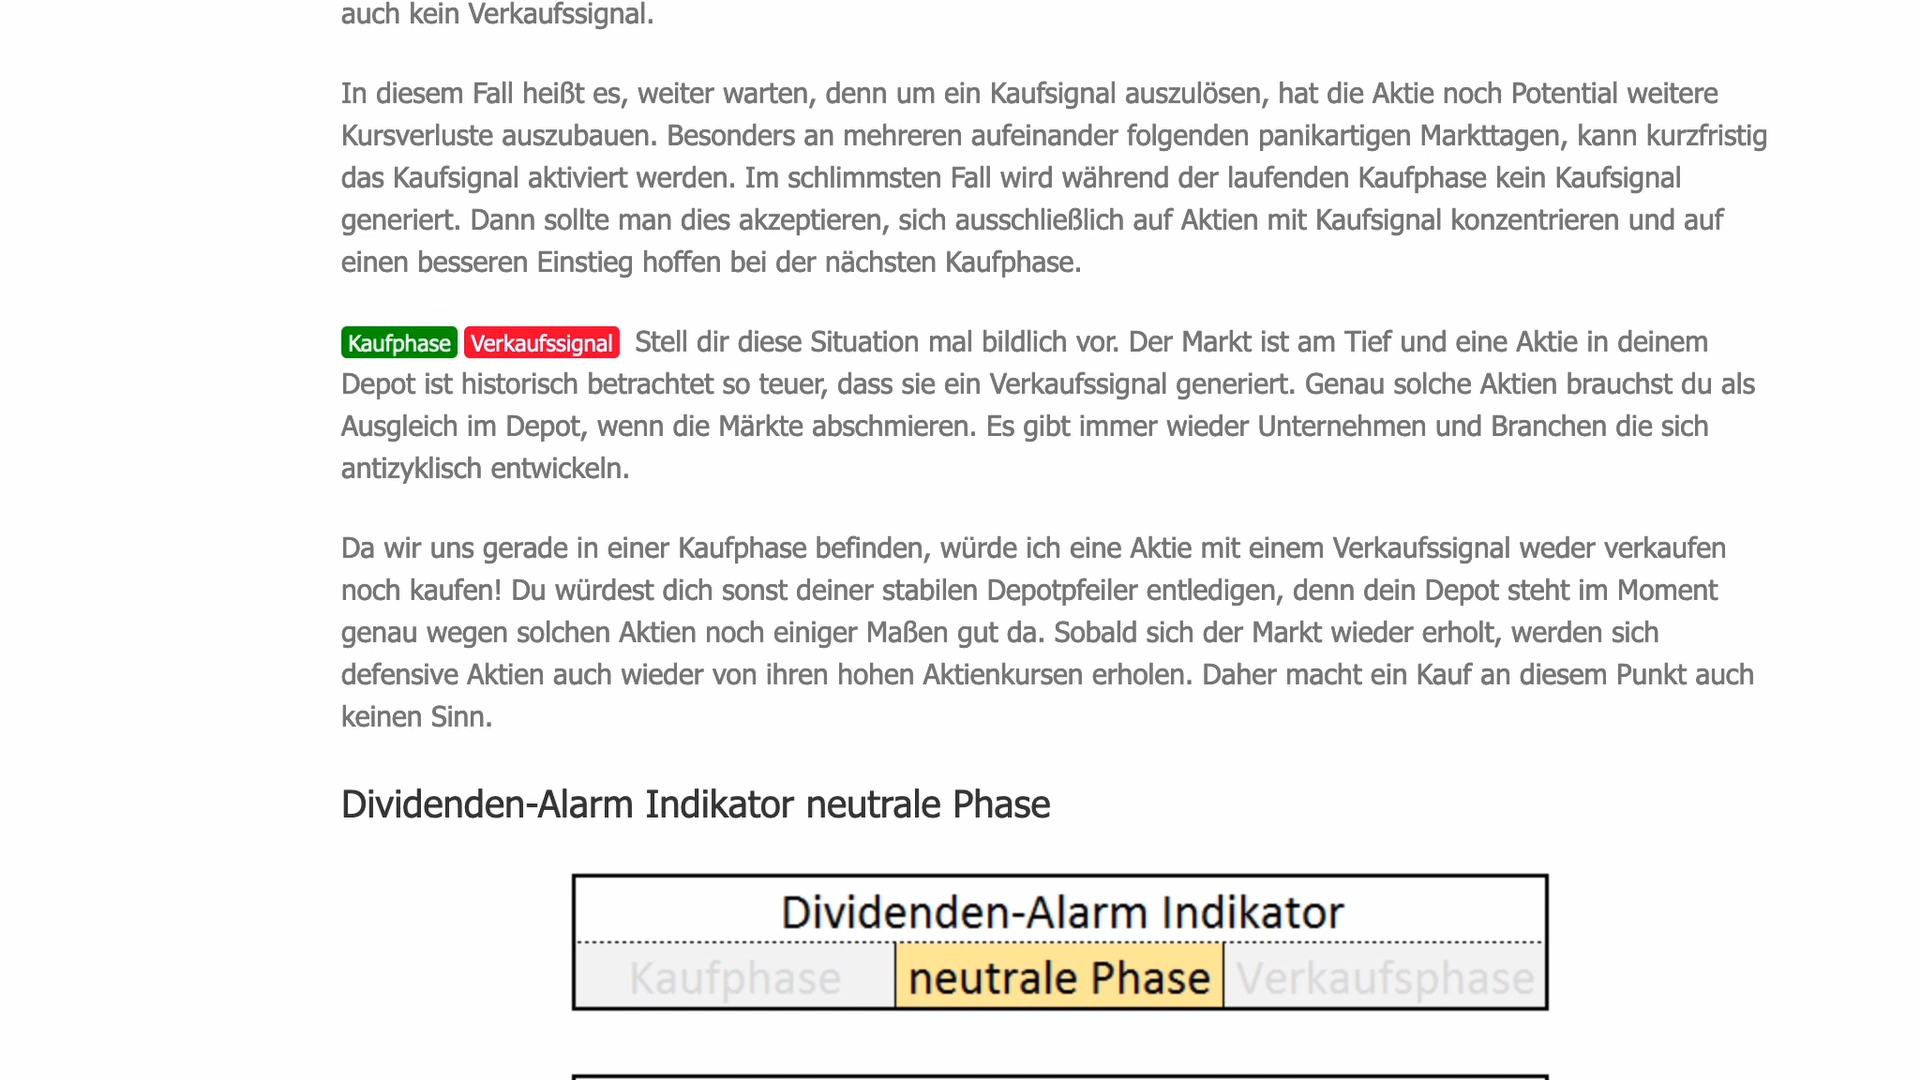 auch kein Verkaufssignal.
In diesem Fall heißt es, weiter warten, denn um ein Kaufsignal auszulösen, hat die Aktie noch Potential weitere
Kursverluste auszubauen. Besonders an mehreren aufeinander folgenden panikartigen Markttagen, kann kurzfristig
das Kaufsignal aktiviert werden. Im schlimmsten Fall wird während der laufenden Kaufphase kein Kaufsignal
generiert. Dann sollte man dies akzeptieren, sich ausschließlich auf Aktien mit Kaufsignal konzentrieren und auf
einen besseren Einstieg hoffen bei der nächsten Kaufphase.
Kaufphase Verkaufssignal Stell dir diese Situation mal bildlich vor. Der Markt ist am Tief und eine Aktie in deinem
Depot ist historisch betrachtet so teuer, dass sie ein Verkaufssignal generiert. Genau solche Aktien brauchst du als
Ausgleich im Depot, wenn die Märkte abschmieren. Es gibt immer wieder Unternehmen und Branchen die sich
antizyklisch entwickeln.
Da wir uns gerade in einer Kaufphase befinden, würde ich eine Aktie mit einem Verkaufssignal weder verkaufen
noch kaufen! Du würdest dich sonst deiner stabilen Depotpfeiler entledigen, denn dein Depot steht im Moment
genau wegen solchen Aktien noch einiger Maßen gut da. Sobald sich der Markt wieder erholt, werden sich
defensive Aktien auch wieder von ihren hohen Aktienkursen erholen. Daher macht ein Kauf an diesem Punkt auch
keinen Sinn.
Dividenden-Alarm Indikator neutrale Phase
Dividenden-Alarm Indikator
Kaufphase neutrale Phase Verkaufsphase